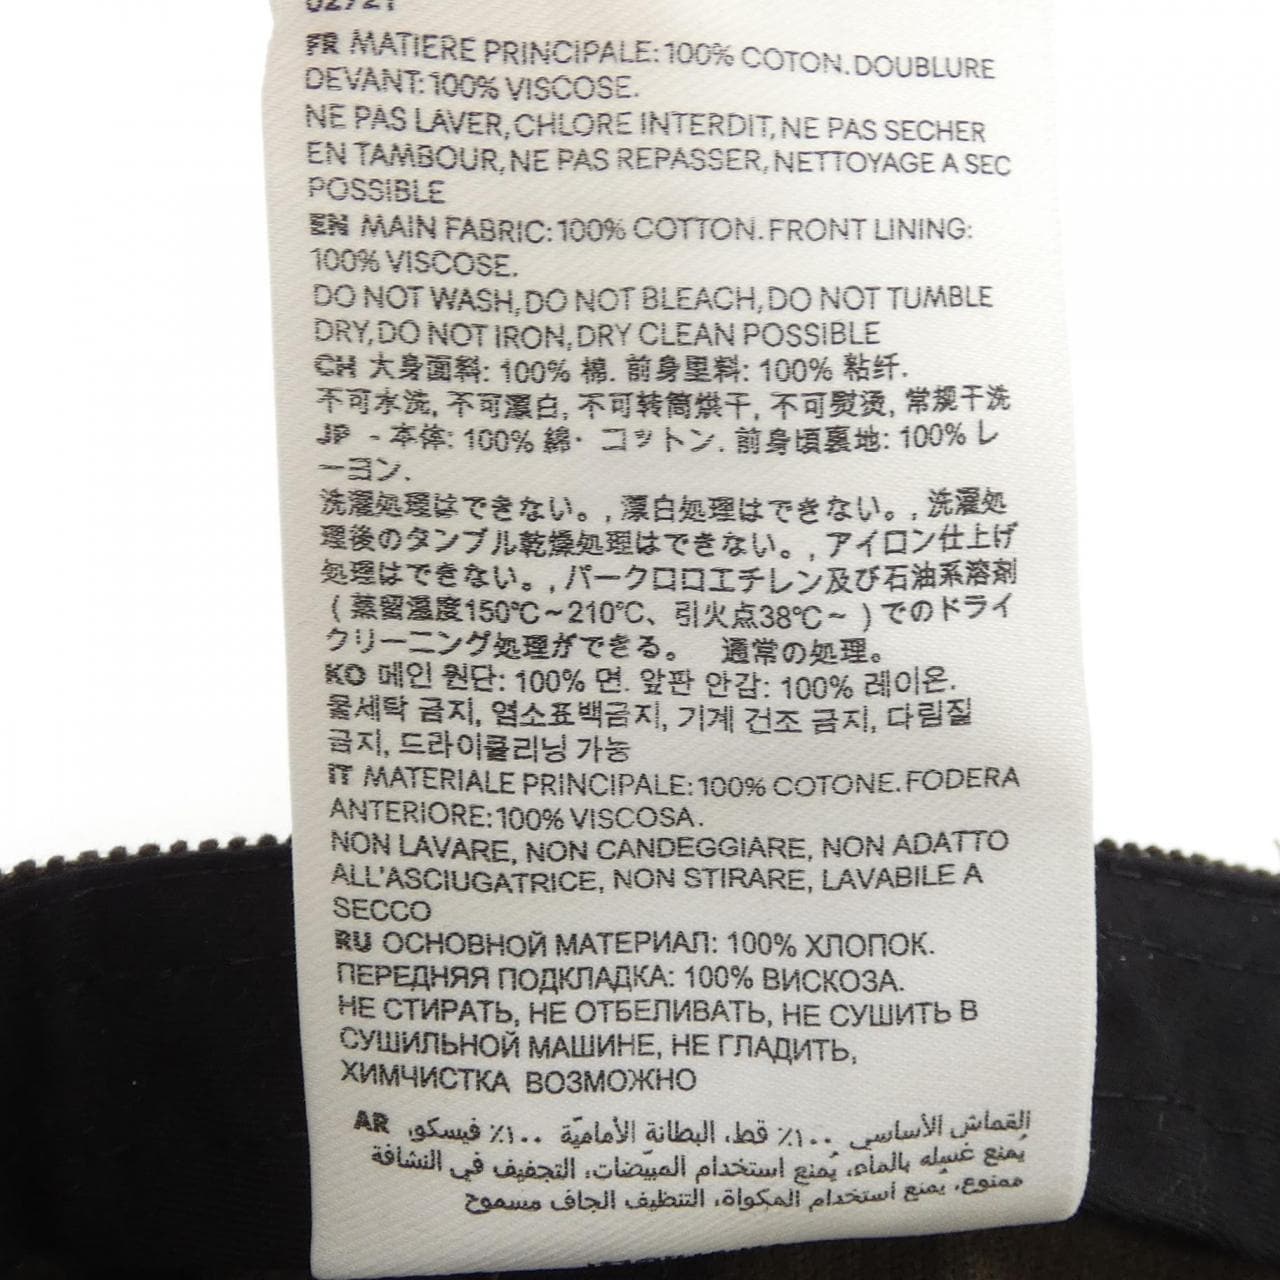 02/21
FR MATIERE PRINCIPALE: 100% COTON. DOUBLURE
DEVANT: 100% VISCOSE.
NE PAS LAVER, CHLORE INTERDIT, NE PAS SECHER
EN TAMBOUR, NE PAS REPASSER, NETTOYAGE A SEC
POSSIBLE
EN MAIN FABRIC: 100% COTTON. FRONT LINING:
100% VISCOSE.
DO NOT WASH, DO NOT BLEACH, DO NOT TUMBLE
DRY, DO NOT IRON, DRY CLEAN POSSIBLE
CH 大身面料: 100% 棉. 前身里料: 100% 粘纤.
不可水洗, 不可漂白, 不可转筒烘干, 不可熨烫, 常规干洗
JP - 本体: 100% 綿・コットン. 前身頃裏地: 100% レ
ーヨン.
洗濯処理はできない。, 漂白処理はできない。, 洗濯処
理後のタンブル乾燥処理はできない。, アイロン仕上げ
処理はできない。, パークロロエチレン及び石油系溶剤
( 蒸留温度150℃～210℃、引火点38℃～ ) でのドライ
クリーニング処理ができる。 通常の処理。
KO 메인 원단: 100% 면. 앞판 안감: 100% 레이온.
물세탁 금지, 염소표백금지, 기계 건조 금지, 다림질
금지, 드라이클리닝 가능
IT MATERIALE PRINCIPALE: 100% COTONE. FODERA
ANTERIORE: 100% VISCOSA.
NON LAVARE, NON CANDEGGIARE, NON ADATTO
ALL'ASCIUGATRICE, NON STIRARE, LAVABILE A
SECCO
RU ОСНОВНОЙ МАТЕРИАЛ: 100% ХЛОПОК.
ПЕРЕДНЯЯ ПОДКЛАДКА: 100% ВИСКОЗА.
НЕ СТИРАТЬ, НЕ ОТБЕЛИВАТЬ, НЕ СУШИТЬ В
СУШИЛЬНОЙ МАШИНЕ, НЕ ГЛАДИТЬ,
ХИМЧИСТКА ВОЗМОЖНО
AR القماش الأساسي ١٠٠٪ قطن. البطانة الأماميّة ١٠٠٪ فيسكوز.
يُمنع غسله بالماء، يُمنع استخدام المبيّضات، التجفيف في النشافة
ممنوع، يُمنع استخدام المكواة، التنظيف الجاف مسموح